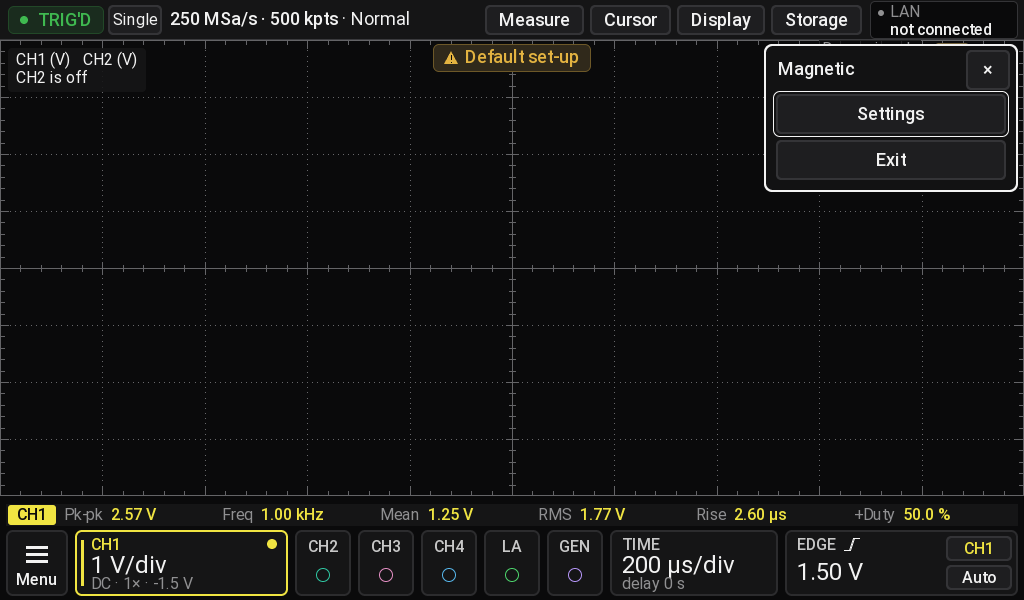 TRIG'D Single 250 MSa/s · 500 kpts · Normal Measure Cursor Display Storage LAN
not connected
CH1 (V) CH2 (V)
CH2 is off
Default set-up
Magnetic ×
Settings
Exit
CH1 Pk-pk 2.57 V Freq 1.00 kHz Mean 1.25 V RMS 1.77 V Rise 2.60 µs +Duty 50.0 %
Menu
CH1
1 V/div
DC · 1× · -1.5 V
CH2
CH3
CH4
LA
GEN
TIME
200 µs/div
delay 0 s
EDGE
1.50 V
CH1
Auto